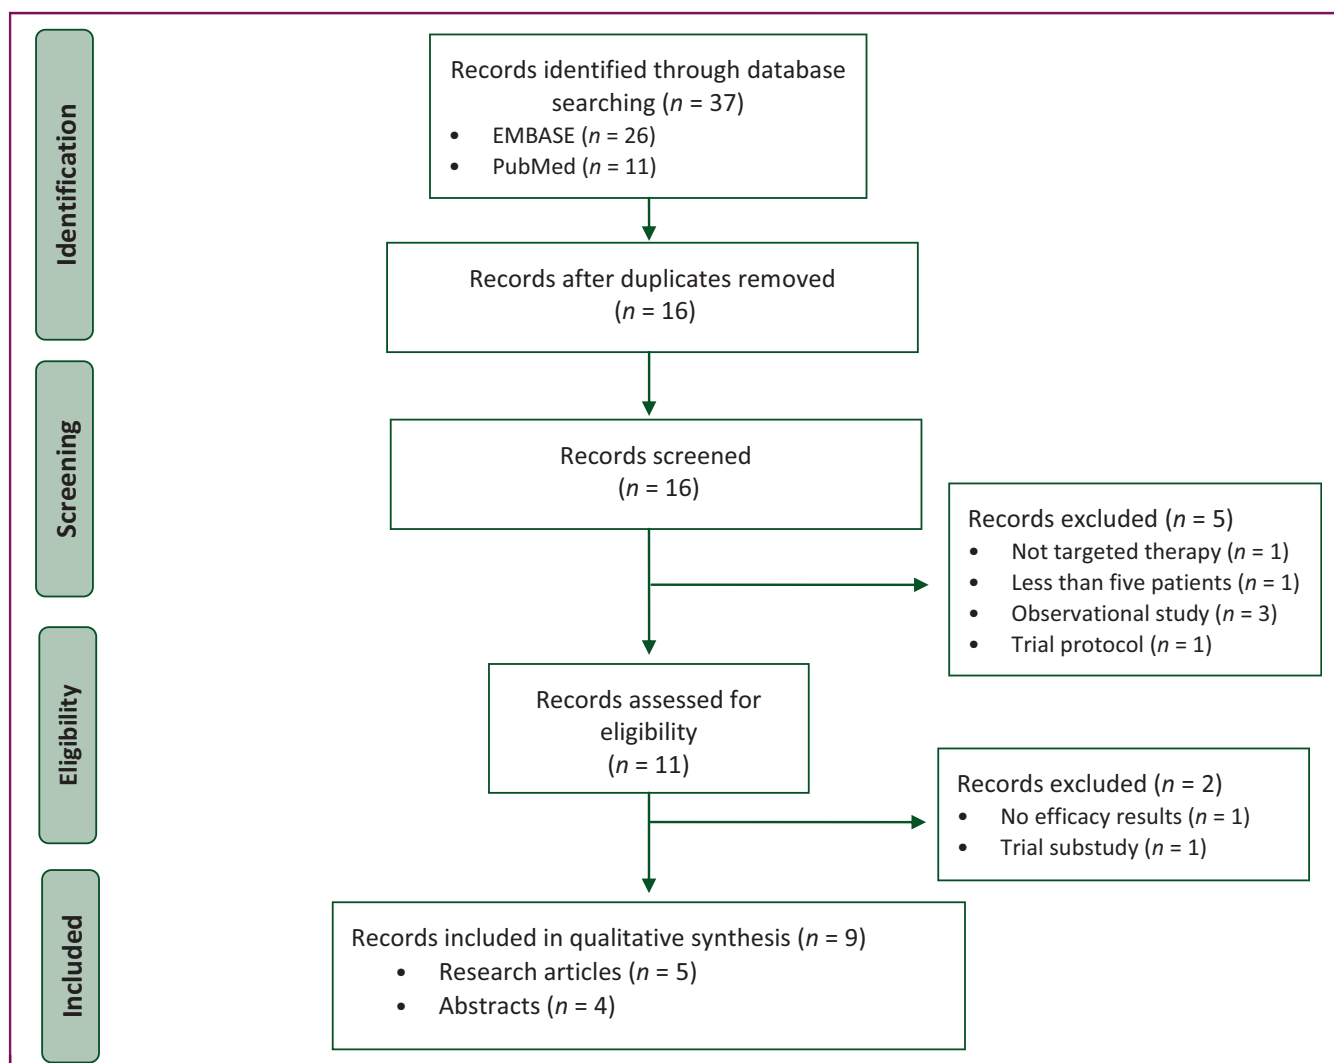 Identification
Records identified through database
searching (n = 37)
• EMBASE (n = 26)
• PubMed (n = 11)
Records after duplicates removed
(n = 16)
Screening
Records screened
(n = 16)
Records excluded (n = 5)
• Not targeted therapy (n = 1)
• Less than five patients (n = 1)
• Observational study (n = 3)
• Trial protocol (n = 1)
Eligibility
Records assessed for
eligibility
(n = 11)
Records excluded (n = 2)
• No efficacy results (n = 1)
• Trial substudy (n = 1)
Included
Records included in qualitative synthesis (n = 9)
• Research articles (n = 5)
• Abstracts (n = 4)